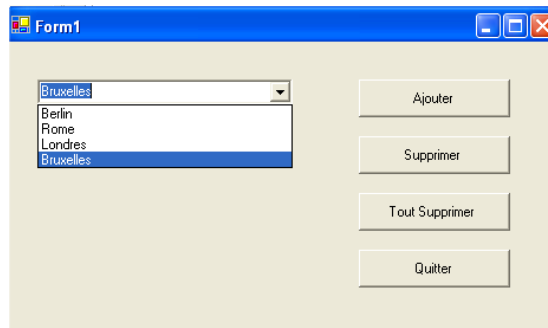 Form1
Bruxelles
Berlin
Rome
Londres
Bruxelles
Ajouter
Supprimer
Tout Supprimer
Quitter